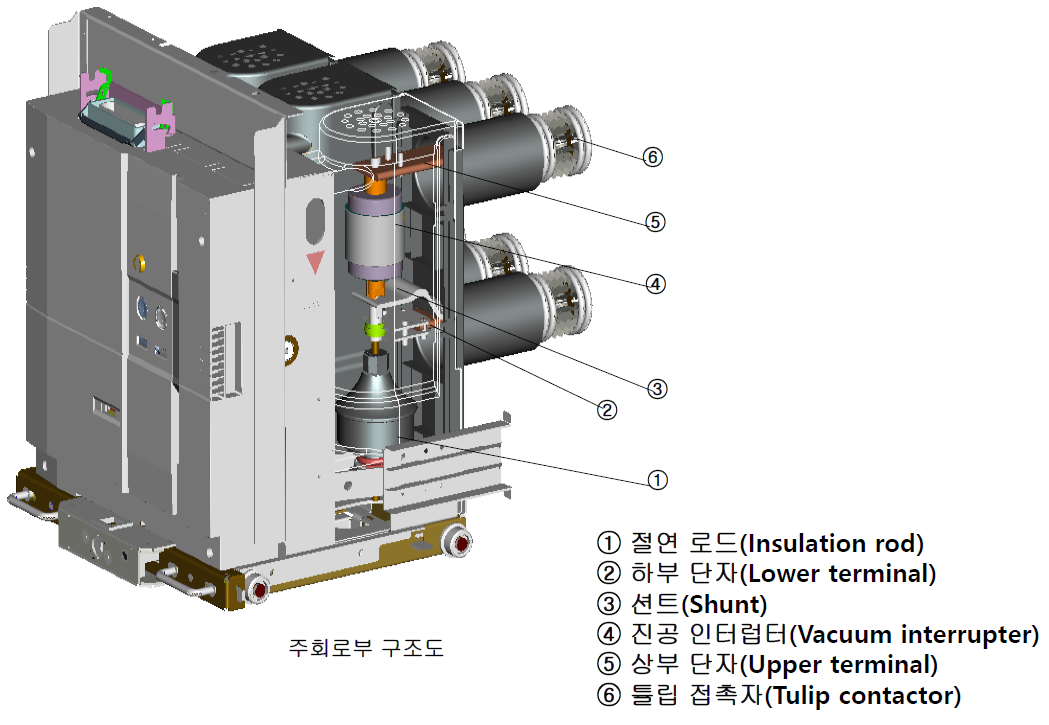 ⑥
⑤
④
③
②
①
① 절연 로드(Insulation rod)
② 하부 단자(Lower terminal)
③ 션트(Shunt)
④ 진공 인터럽터(Vacuum interrupter)
⑤ 상부 단자(Upper terminal)
⑥ 튤립 접촉자(Tulip contactor)
주회로부 구조도